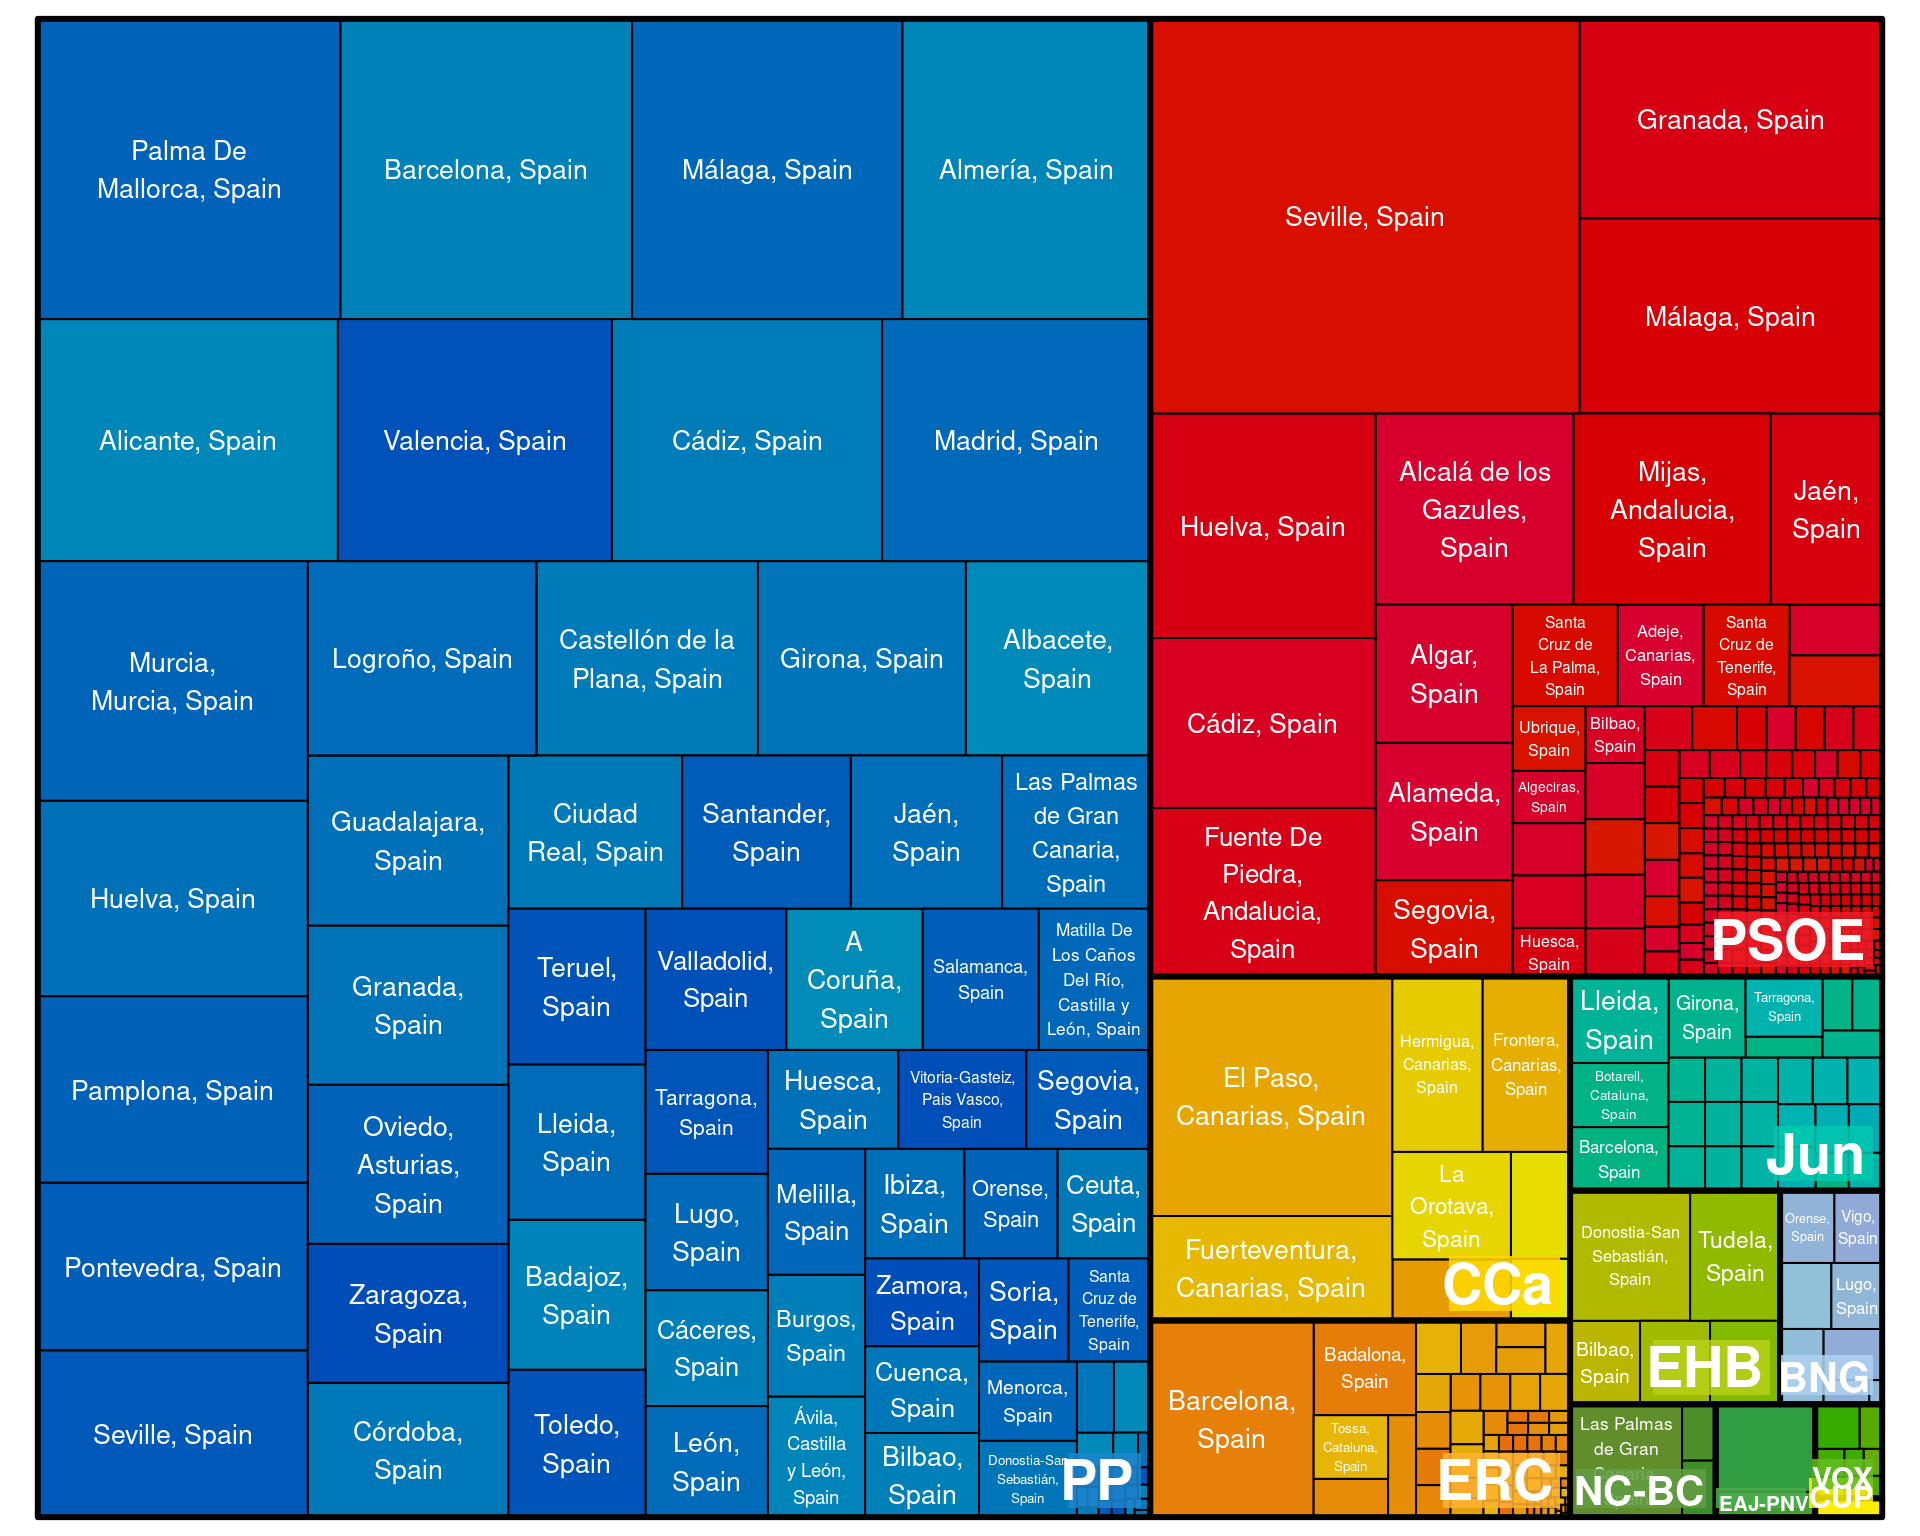 Palma De
Mallorca, Spain
Barcelona, Spain
Málaga, Spain
Almería, Spain
Alicante, Spain
Valencia, Spain
Cádiz, Spain
Madrid, Spain
Murcia,
Murcia, Spain
Logroño, Spain
Castellón de la
Plana, Spain
Girona, Spain
Albacete,
Spain
Huelva, Spain
Guadalajara,
Spain
Ciudad
Real, Spain
Santander,
Spain
Jaén,
Spain
Las Palmas
de Gran
Canaria,
Spain
Granada,
Spain
Teruel,
Spain
Valladolid,
Spain
A
Coruña,
Spain
Salamanca,
Spain
Matilla De
Los Caños
Del Río,
Castilla y
León, Spain
Pamplona, Spain
Oviedo,
Asturias,
Spain
Lleida,
Spain
Tarragona,
Spain
Huesca,
Spain
Vitoria-Gasteiz,
Pais Vasco,
Spain
Segovia,
Spain
Pontevedra, Spain
Zaragoza,
Spain
Badajoz,
Spain
Lugo,
Spain
Melilla,
Spain
Ibiza,
Spain
Orense,
Spain
Ceuta,
Spain
Seville, Spain
Córdoba,
Spain
Toledo,
Spain
Cáceres,
Spain
León,
Spain
Burgos,
Spain
Ávila,
Castilla
y León,
Spain
Zamora,
Spain
Soria,
Spain
Santa
Cruz de
Tenerife,
Spain
Cuenca,
Spain
Menorca,
Spain
Bilbao,
Spain
Donostia-San
Sebastián,
Spain
PP
Seville, Spain
Granada, Spain
Málaga, Spain
Huelva, Spain
Alcalá de los
Gazules,
Spain
Mijas,
Andalucia,
Spain
Jaén,
Spain
Cádiz, Spain
Algar,
Spain
Santa
Cruz de
La Palma,
Spain
Adeje,
Canarias,
Spain
Santa
Cruz de
Tenerife,
Spain
Ubrique,
Spain
Bilbao,
Spain
Alameda,
Spain
Algeciras,
Spain
Fuente De
Piedra,
Andalucia,
Spain
Segovia,
Spain
Huesca,
Spain
PSOE
El Paso,
Canarias, Spain
Hermigua,
Canarias,
Spain
Frontera,
Canarias,
Spain
La
Orotava,
Spain
Fuerteventura,
Canarias, Spain
CCa
Barcelona,
Spain
Badalona,
Spain
Tossa,
Cataluna,
Spain
ERC
Lleida,
Spain
Girona,
Spain
Tarragona,
Spain
Botarell,
Cataluna,
Spain
Barcelona,
Spain
Jun
Donostia-San
Sebastián,
Spain
Tudela,
Spain
Bilbao,
Spain
EHB
Orense,
Spain
Vigo,
Spain
Lugo,
Spain
BNG
Las Palmas
de Gran
Canaria,
Spain
NC-BC
EAJ-PNV
VOX
CUP